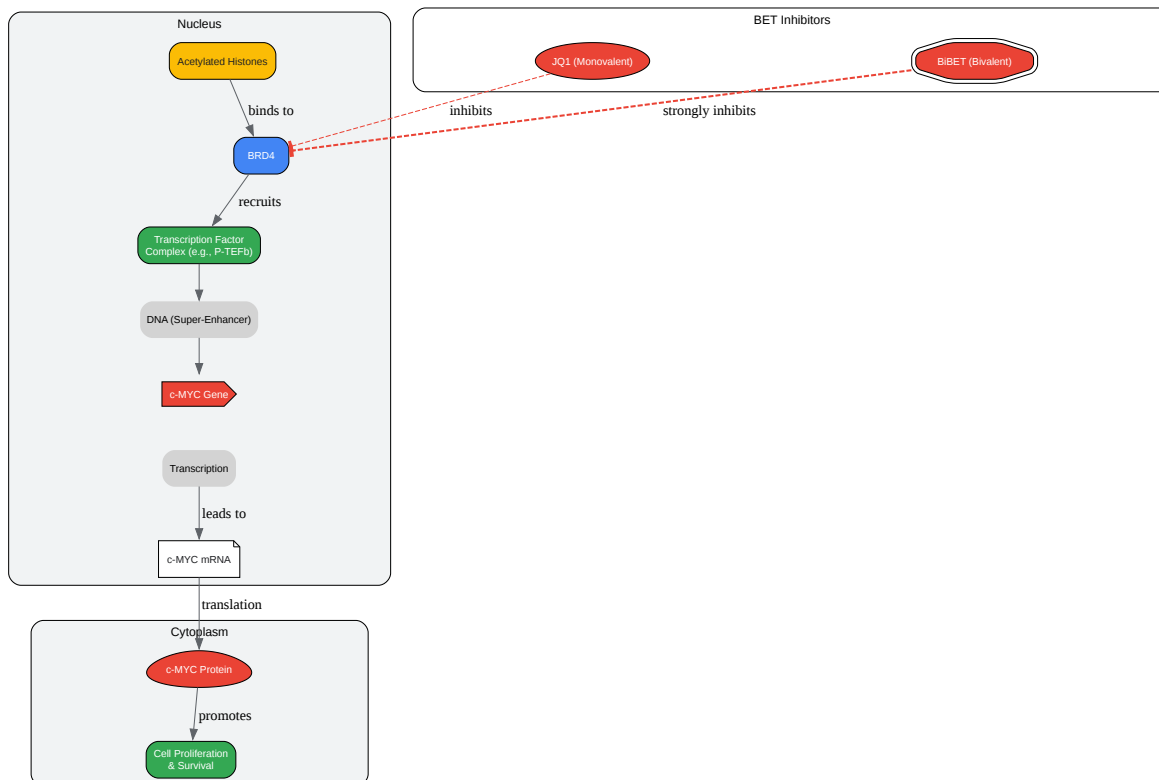 Nucleus
BET Inhibitors
Acetylated Histones
JQ1 (Monovalent)
BiBET (Bivalent)
binds to
inhibits
strongly inhibits
BRD4
recruits
Transcription Factor
Complex (e.g., P-TEFb)
DNA (Super-Enhancer)
c-MYC Gene
Transcription
leads to
c-MYC mRNA
translation
Cytoplasm
c-MYC Protein
promotes
Cell Proliferation
& Survival